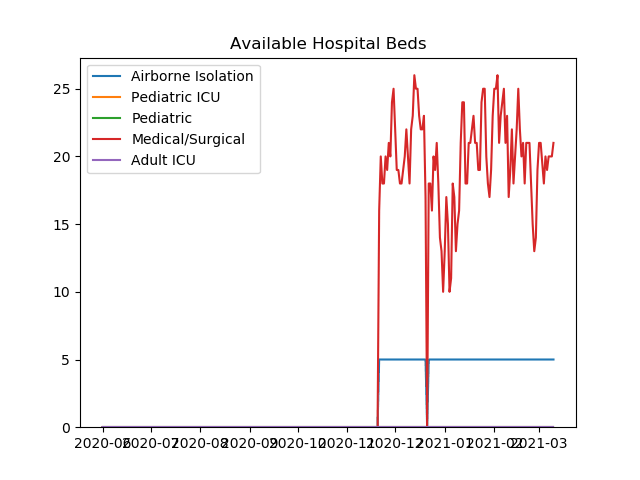 Available Hospital Beds
Airborne Isolation
Pediatric ICU
Pediatric
Medical/Surgical
Adult ICU
25
20
15
10
5
0
2020-06 2020-07 2020-08 2020-09 2020-10 2020-11 2020-12 2021-01 2021-02 2021-03